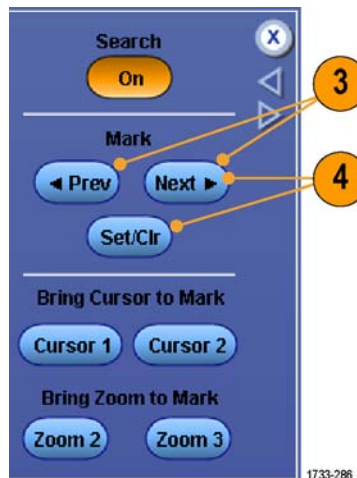 Search
X
On
3
Mark
◄ Prev
Next ►
4
Set/Clr
Bring Cursor to Mark
Cursor 1
Cursor 2
Bring Zoom to Mark
Zoom 2
Zoom 3
1733-286